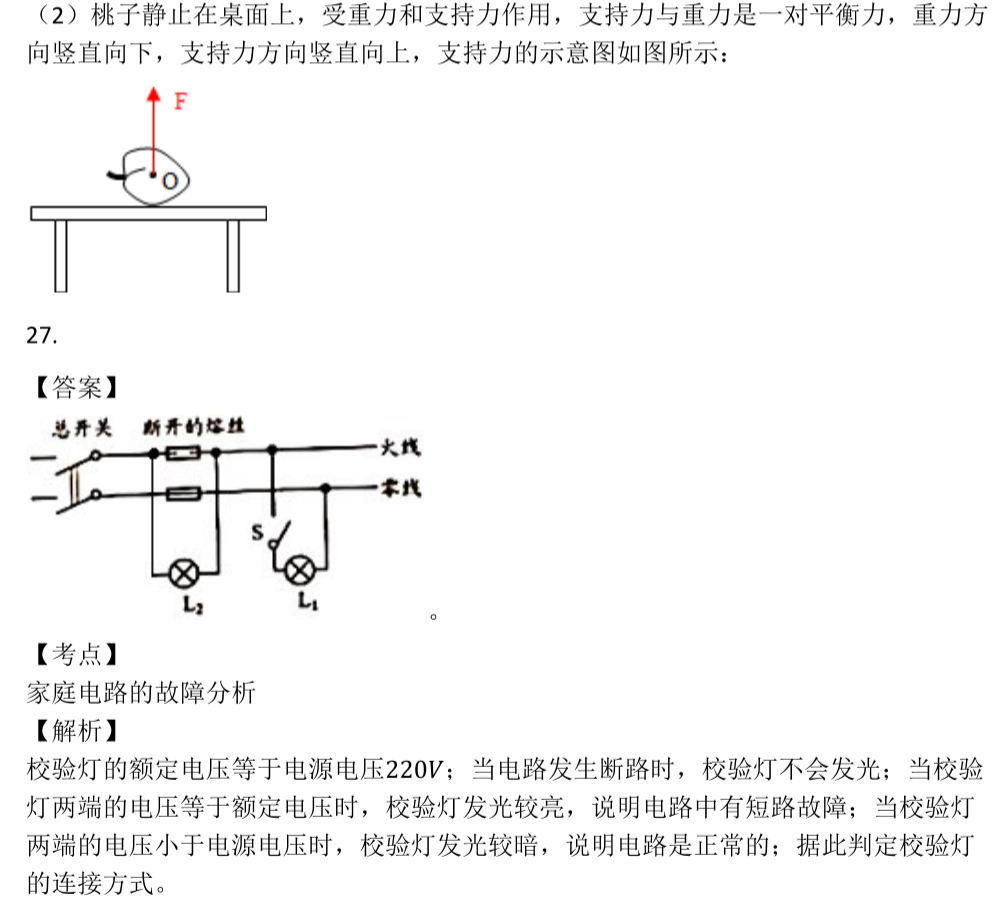 （2）桃子静止在桌面上，受重力和支持力作用，支持力与重力是一对平衡力，重力方
向竖直向下，支持力方向竖直向上，支持力的示意图如图所示：
F
O
27.
【答案】
总开关 断开的熔丝
火线
零线
S
L₂
L₁
。
【考点】
家庭电路的故障分析
【解析】
校验灯的额定电压等于电源电压220V；当电路发生断路时，校验灯不会发光；当校验
灯两端的电压等于额定电压时，校验灯发光较亮，说明电路中有短路故障；当校验灯
两端的电压小于电源电压时，校验灯发光较暗，说明电路是正常的；据此判定校验灯
的连接方式。